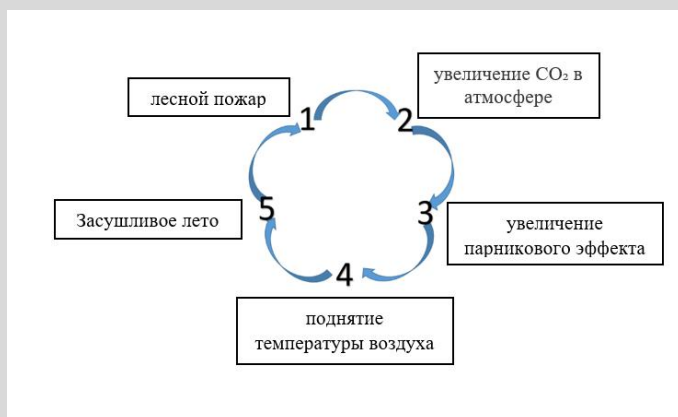 лесной пожар
1
увеличение CO₂ в
атмосфере
2
увеличение
парникового эффекта
3
поднятие
температуры воздуха
4
Засушливое лето
5